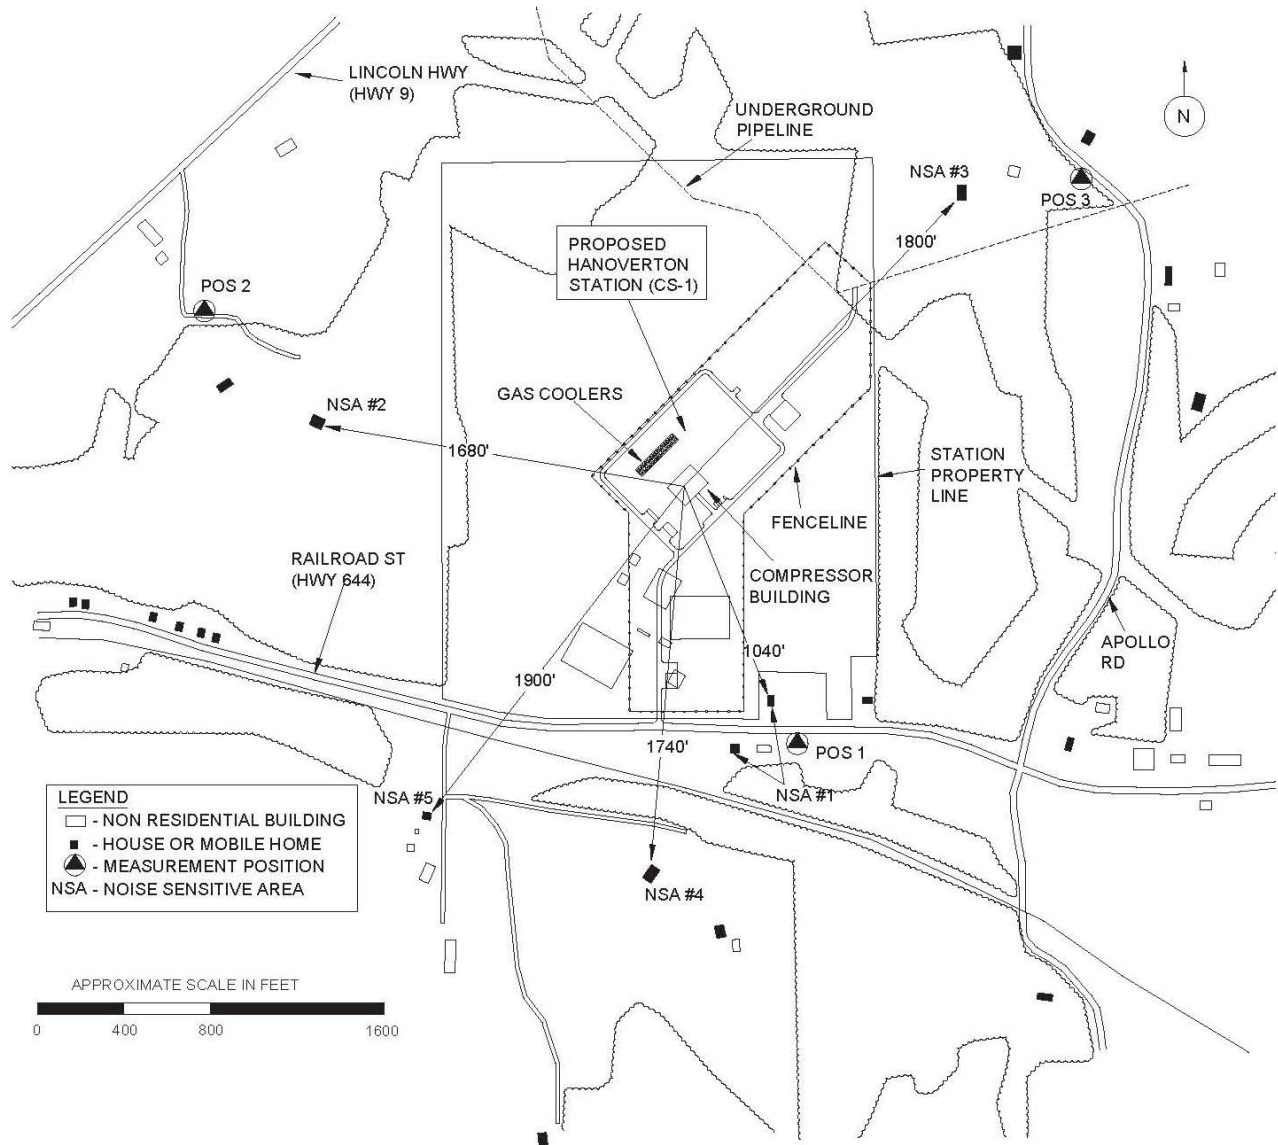 LINCOLN HWY
(HWY 9)
UNDERGROUND
PIPELINE
N
NSA #3
POS 3
1800'
PROPOSED
HANOVERTON
STATION (CS-1)
POS 2
GAS COOLERS
NSA #2
1680'
STATION
PROPERTY
LINE
FENCELINE
RAILROAD ST
(HWY 644)
COMPRESSOR
BUILDING
APOLLO
RD
1040'
1900'
1740'
POS 1
NSA #1
NSA #5
LEGEND
- NON RESIDENTIAL BUILDING
- HOUSE OR MOBILE HOME
- MEASUREMENT POSITION
NSA - NOISE SENSITIVE AREA
NSA #4
APPROXIMATE SCALE IN FEET
0 400 800 1600